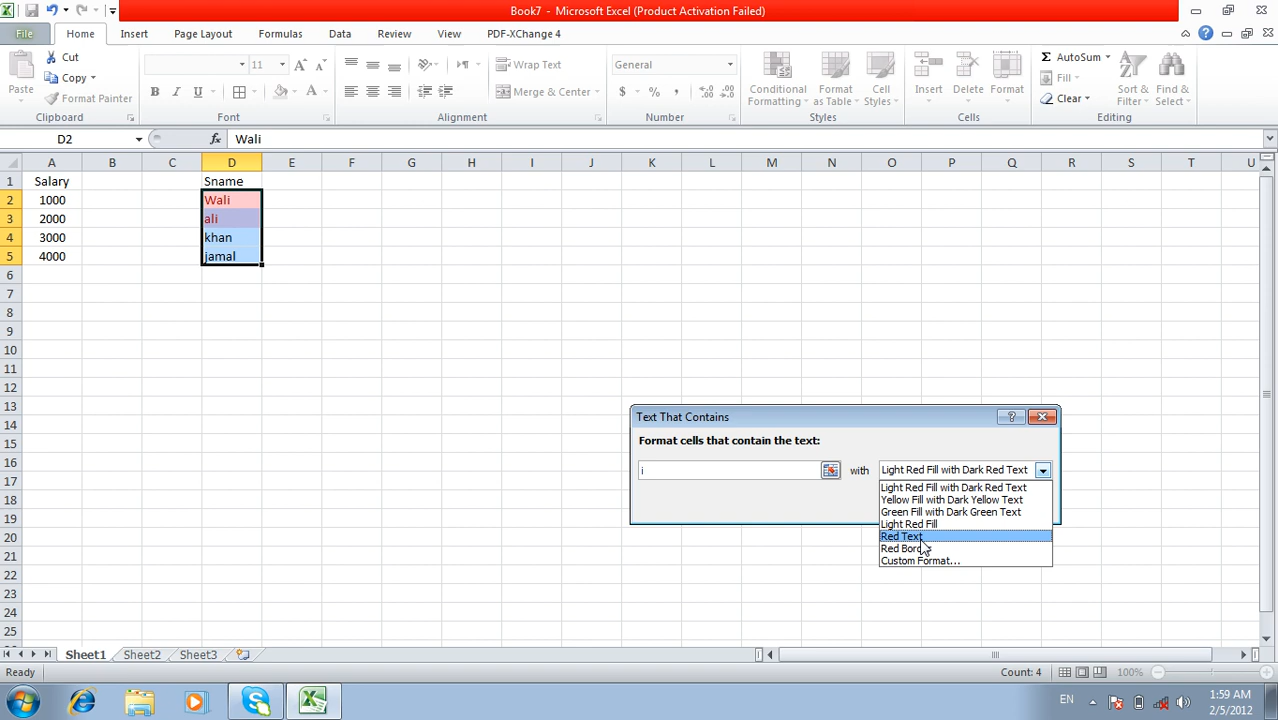 Book7 - Microsoft Excel (Product Activation Failed)
File Home Insert Page Layout Formulas Data Review View PDF-XChange 4
Paste
Cut
Copy
Format Painter
Clipboard
11
B I U
A A
Font
Wrap Text
Merge & Center
Alignment
General
$ % ,
Number
Conditional Formatting
Format as Table
Cell Styles
Styles
Insert
Delete
Format
Cells
Σ AutoSum
Fill
Clear
Sort & Filter
Find & Select
Editing
D2 fx Wali
A B C D E F G H I J K L M N O P Q R S T U
1 Salary Sname
2 1000 Wali
3 2000 ali
4 3000 khan
5 4000 jamal
6
7
8
9
10
11
12
13
14
15
16
17
18
19
20
21
22
23
24
25
Text That Contains
Format cells that contain the text:
i with Light Red Fill with Dark Red Text
Light Red Fill with Dark Red Text
Yellow Fill with Dark Yellow Text
Green Fill with Dark Green Text
Light Red Fill
Red Text
Red Border
Custom Format...
Sheet1 Sheet2 Sheet3
Ready Count: 4 100%
EN 1:59 AM
2/5/2012